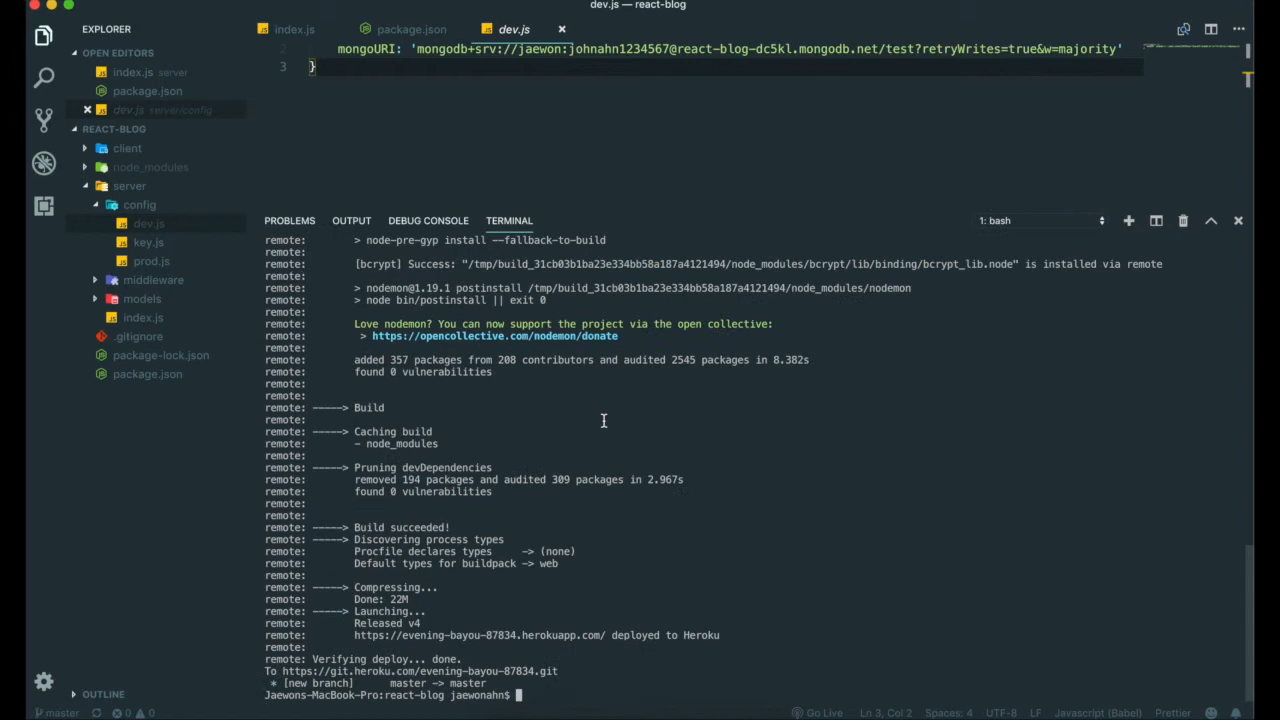 dev.js — react-blog
EXPLORER
OPEN EDITORS
index.js server
package.json
dev.js server/config
REACT-BLOG
client
node_modules
server
config
dev.js
key.js
prod.js
middleware
models
index.js
.gitignore
package-lock.json
package.json
OUTLINE
index.js
package.json
dev.js
2 mongoURI: 'mongodb+srv://jaewon:johnahn1234567@react-blog-dc5kl.mongodb.net/test?retryWrites=true&w=majority'
3 }
PROBLEMS OUTPUT DEBUG CONSOLE TERMINAL 1: bash
remote: > node-pre-gyp install --fallback-to-build
remote:
remote: [bcrypt] Success: "/tmp/build_31cb03b1ba23e334bb58a187a4121494/node_modules/bcrypt/lib/binding/bcrypt_lib.node" is installed via remote
remote:
remote: > nodemon@1.19.1 postinstall /tmp/build_31cb03b1ba23e334bb58a187a4121494/node_modules/nodemon
remote: > node bin/postinstall || exit 0
remote:
remote: Love nodemon? You can now support the project via the open collective:
remote: > https://opencollective.com/nodemon/donate
remote:
remote: added 357 packages from 208 contributors and audited 2545 packages in 8.382s
remote: found 0 vulnerabilities
remote:
remote:
remote: -----> Build
remote:
remote: -----> Caching build
remote: - node_modules
remote:
remote: -----> Pruning devDependencies
remote: removed 194 packages and audited 309 packages in 2.967s
remote: found 0 vulnerabilities
remote:
remote:
remote: -----> Build succeeded!
remote: -----> Discovering process types
remote: Procfile declares types -> (none)
remote: Default types for buildpack -> web
remote:
remote: -----> Compressing...
remote: Done: 22M
remote: -----> Launching...
remote: Released v4
remote: https://evening-bayou-87834.herokuapp.com/ deployed to Heroku
remote:
remote: Verifying deploy... done.
To https://git.heroku.com/evening-bayou-87834.git
* [new branch] master -> master
Jaewons-MacBook-Pro:react-blog jaewonahn$
master 0 0 Go Live Ln 3, Col 2 Spaces: 4 UTF-8 LF Javascript (Babel) Prettier